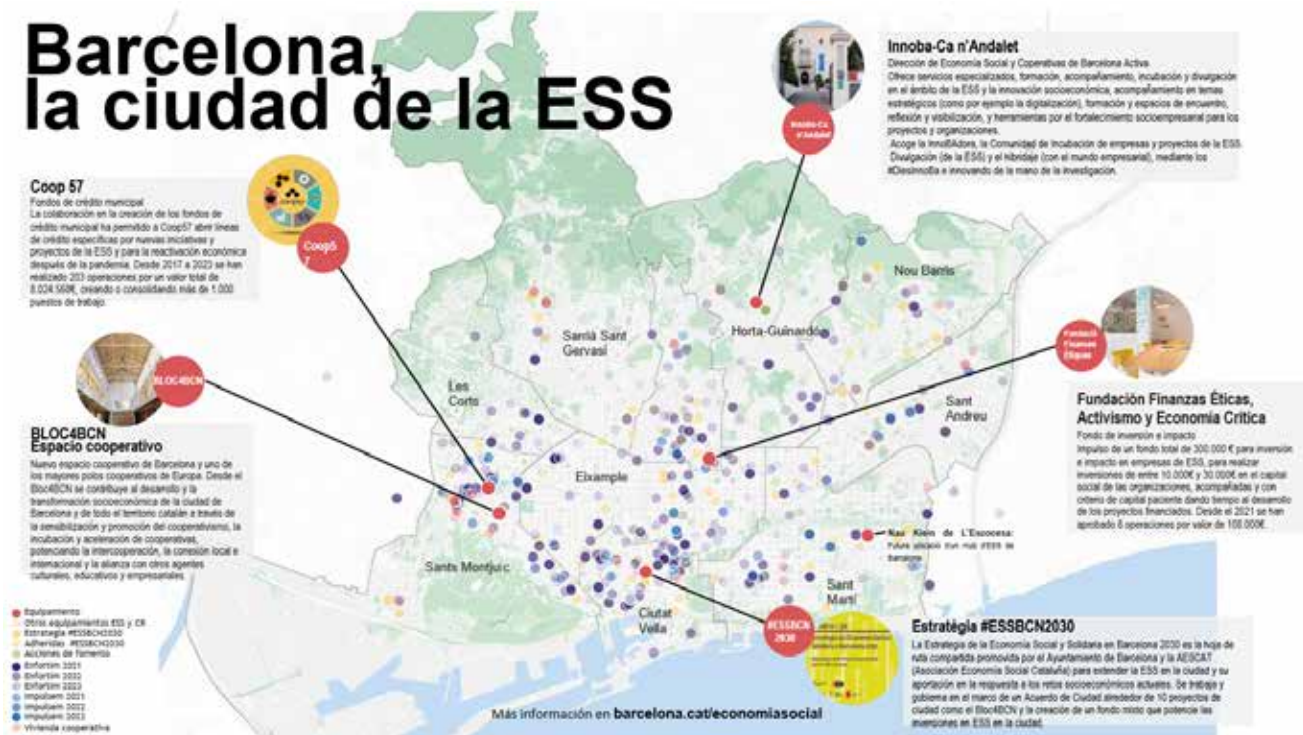 Barcelona,
la ciudad de la ESS
Coop 57
Fondos de crédito municipal
La colaboración en la creación de los fondos de
crédito municipal ha permitido a Coop57 abrir líneas
de crédito específicas por nuevas iniciativas y
proyectos de la ESS y para la reactivación económica
después de la pandemia. Desde 2017 a 2023 se han
realizado 203 operaciones por un valor total de
creando o consolidando más de 1.000
puestos de trabajo.
Coop5
7
BLOC4BCN
BLOC4BCN
Espacio cooperativo
Nuevo espacio cooperativo de Barcelona y uno de
los mayores polos cooperativos de Europa. Desde el
Bloc4BCN se contribuye al desarrollo y la
transformación socioeconómica de la ciudad de
Barcelona y de todo el territorio catalán a través de
la sensibilización y promoción del cooperativismo, la
incubación y aceleración de cooperativas,
potenciando la intercooperación, la conexión local e
internacional y la alianza con otros agentes
culturales, educativos y empresariales.
Equipamiento
Otros equipamientos ESS y CR
Estrategia #ESSBCN2030
Adheridas #ESSBCN2030
Acciones de fomento
Enfortim 2021
Enfortim 2022
Enfortim 2023
Impulsem 2021
Impulsem 2022
Impulsem 2023
Vivienda cooperativa
Innoba-Ca
n'Andalet
Innoba-Ca n'Andalet
Dirección de Economía Social y Coperativas de Barcelona Activa
Ofrece servicios especializados, formación, acompañamiento, incubación y divulgación
en el ámbito de la ESS y la innovación socioeconómica, acompañamiento en temas
estratégicos (como por ejemplo la digitalización), formación y espacios de encuentro,
reflexión y visibilización, y herramientas por el fortalecimiento socioempresarial para los
proyectos y organizaciones.
Acoge la InnoBAdora, la Comunidad de Incubación de empresas y proyectos de la ESS.
Divulgación (de la ESS) y el hibridaje (con el mundo empresarial), mediante los
#DiesInnoBa e innovando de la mano de la investigación.
Nou Barris
Horta-Guinardó
Sarrià Sant
Gervasi
Les
Corts
Sant
Andreu
Eixample
Sants Montjuic
Ciutat
Vella
Sant
Martí
Fundació
Finanses
Ètiques
Fundación Finanzas Éticas,
Activismo y Economía Crítica
Fondo de inversión e impacto
Impulso de un fondo total de 300.000 € para inversión
e impacto en empresas de ESS, para realizar
inversiones de entre 10.000€ y 30.000€ en el capital
social de las organizaciones, acompañadas y con
criterio de capital paciente dando tiempo al desarrollo
de los proyectos financiados. Desde el 2021 se han
aprobado 6 operaciones por valor de
Nau Klein de L'Escocesa:
Futura ubicació d'un mas d'ESS de
Barcelona
#ESSBCN
2030
Estratégia #ESSBCN2030
La Estrategia de la Economía Social y Solidaria en Barcelona 2030 es la hoja de
ruta compartida promovida por el Ayuntamiento de Barcelona y la AESCAT
(Asociación Economía Social Cataluña) para extender la ESS en la ciudad y su
aportación en la respuesta a los retos socioeconómicos actuales. Se trabaja y
gobierna en el marco de un Acuerdo de Ciudad alrededor de 10 proyectos de
ciudad como el Bloc4BCN y la creación de un fondo mixto que potencie las
inversiones en ESS en la ciudad.
Más información en barcelona.cat/economiasocial